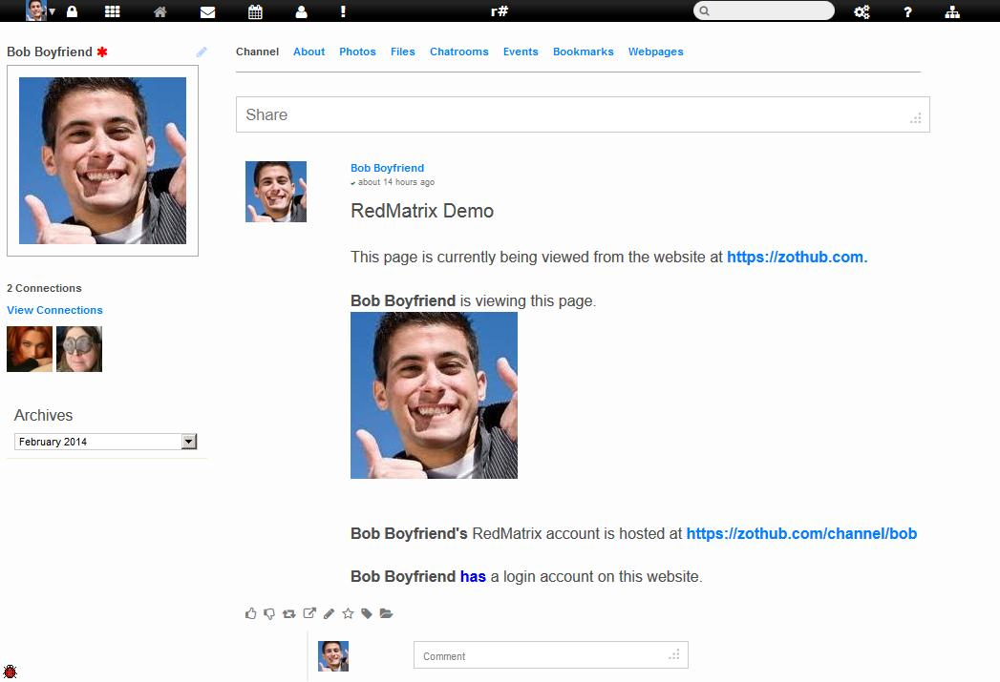 r#
Bob Boyfriend
Channel About Photos Files Chatrooms Events Bookmarks Webpages
Share
Bob Boyfriend
about 14 hours ago
RedMatrix Demo
This page is currently being viewed from the website at https://zothub.com.
Bob Boyfriend is viewing this page.
2 Connections
View Connections
Archives
February 2014
Bob Boyfriend's RedMatrix account is hosted at https://zothub.com/channel/bob
Bob Boyfriend has a login account on this website.
Comment